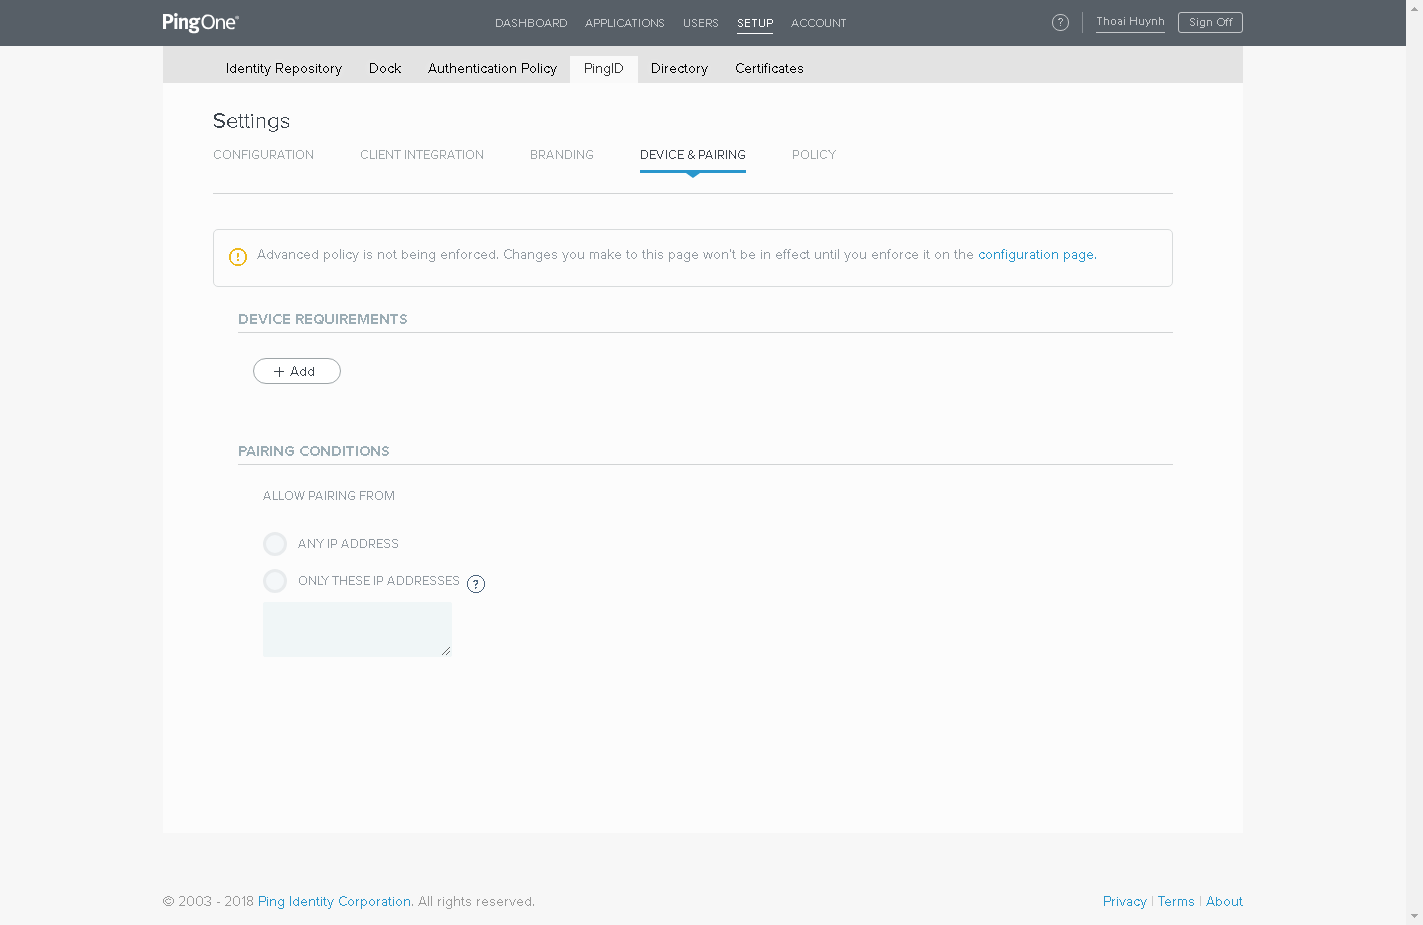 PingOne®
DASHBOARD APPLICATIONS USERS SETUP ACCOUNT
? Thoai Huynh Sign Off
Identity Repository Dock Authentication Policy PingID Directory Certificates
Settings
CONFIGURATION CLIENT INTEGRATION BRANDING DEVICE & PAIRING POLICY
Advanced policy is not being enforced. Changes you make to this page won't be in effect until you enforce it on the configuration page.
DEVICE REQUIREMENTS
+ Add
PAIRING CONDITIONS
ALLOW PAIRING FROM
ANY IP ADDRESS
ONLY THESE IP ADDRESSES ?
© 2003 - 2018 Ping Identity Corporation. All rights reserved.
Privacy | Terms | About